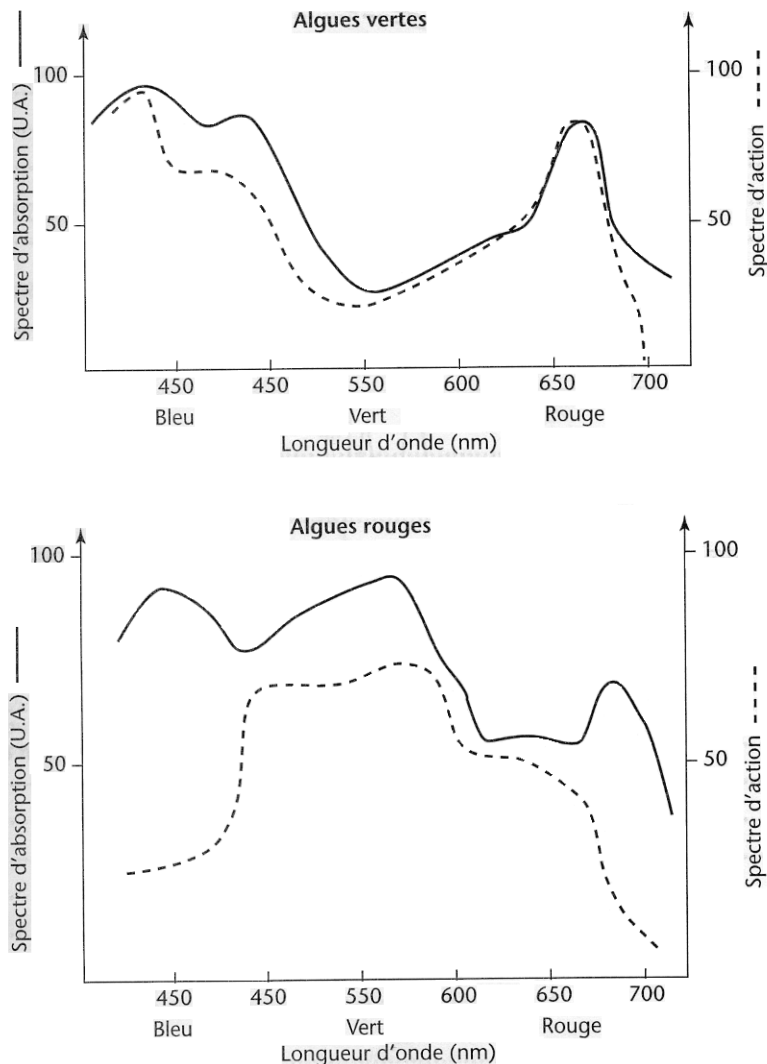 Algues vertes
Spectre d'absorption (U.A.)
100
50
100
50
Spectre d'action
450 450 550 600 650 700
Bleu Vert Rouge
Longueur d'onde (nm)
Algues rouges
Spectre d'absorption (U.A.)
100
50
100
50
Spectre d'action
450 450 550 600 650 700
Bleu Vert Rouge
Longueur d'onde (nm)